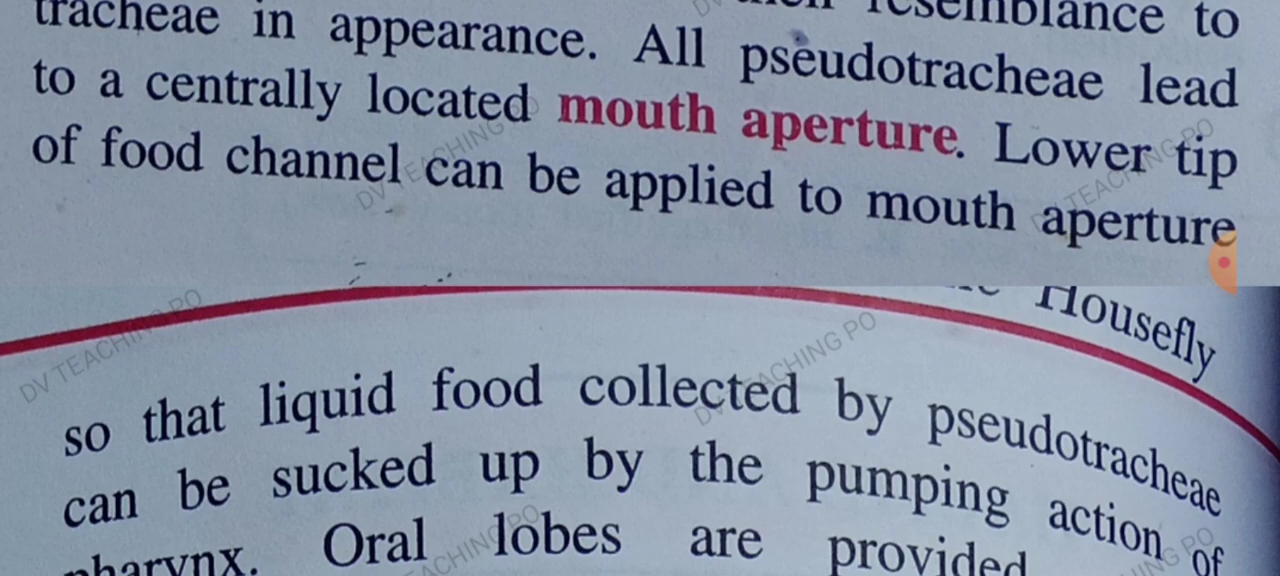 tracheae in appearance. All pseudotracheae lead
to a centrally located mouth aperture. Lower tip
of food channel can be applied to mouth aperture
Housefly
so that liquid food collected by pseudotracheae
can be sucked up by the pumping action of
pharynx. Oral lobes are provided